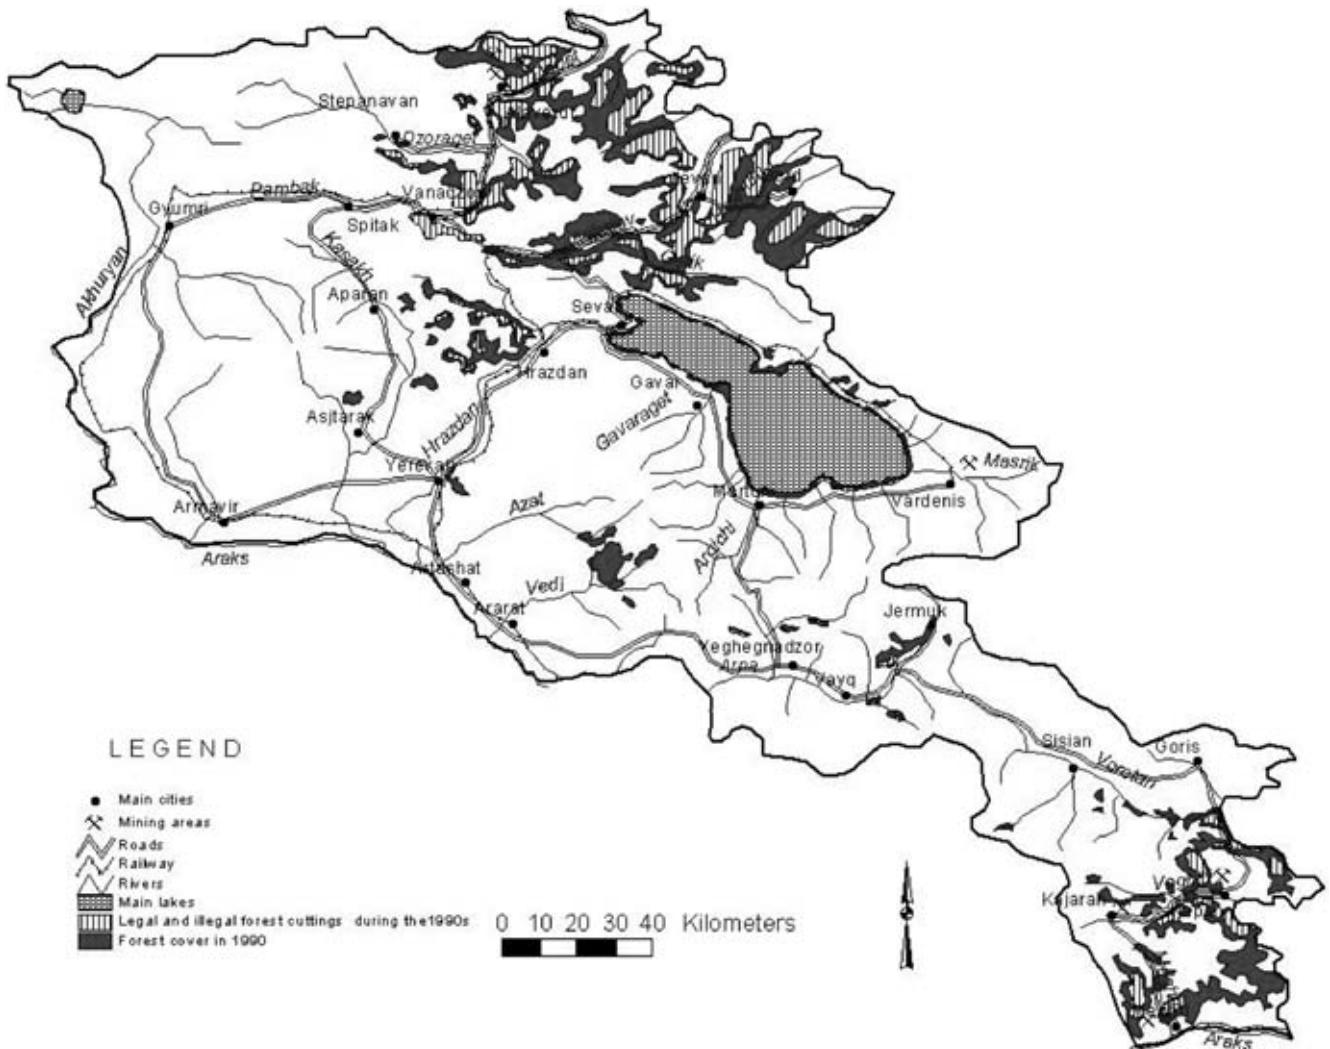 Stepanavan
Dzoraget
Pambak
Vanadzor
Gyumri
Spitak
Kasakh
Akhuryan
Aparan
Sevan
Hrazdan
Gavar
Gavaraget
Asjtarak
Hrazdan
Yerevan
Masrik
Vardenis
Armavir
Azat
Araks
Artashat
Vedi
Ararat
Jermuk
Yeghegnadzor
Arpa
Vayq
Sisian
Goris
Vorotan
Kajaran
Araks
LEGEND
Main cities
Mining areas
Roads
Railway
Rivers
Main lakes
Legal and illegal forest cuttings during the1990s
Forest cover in 1990
0 10 20 30 40 Kilometers